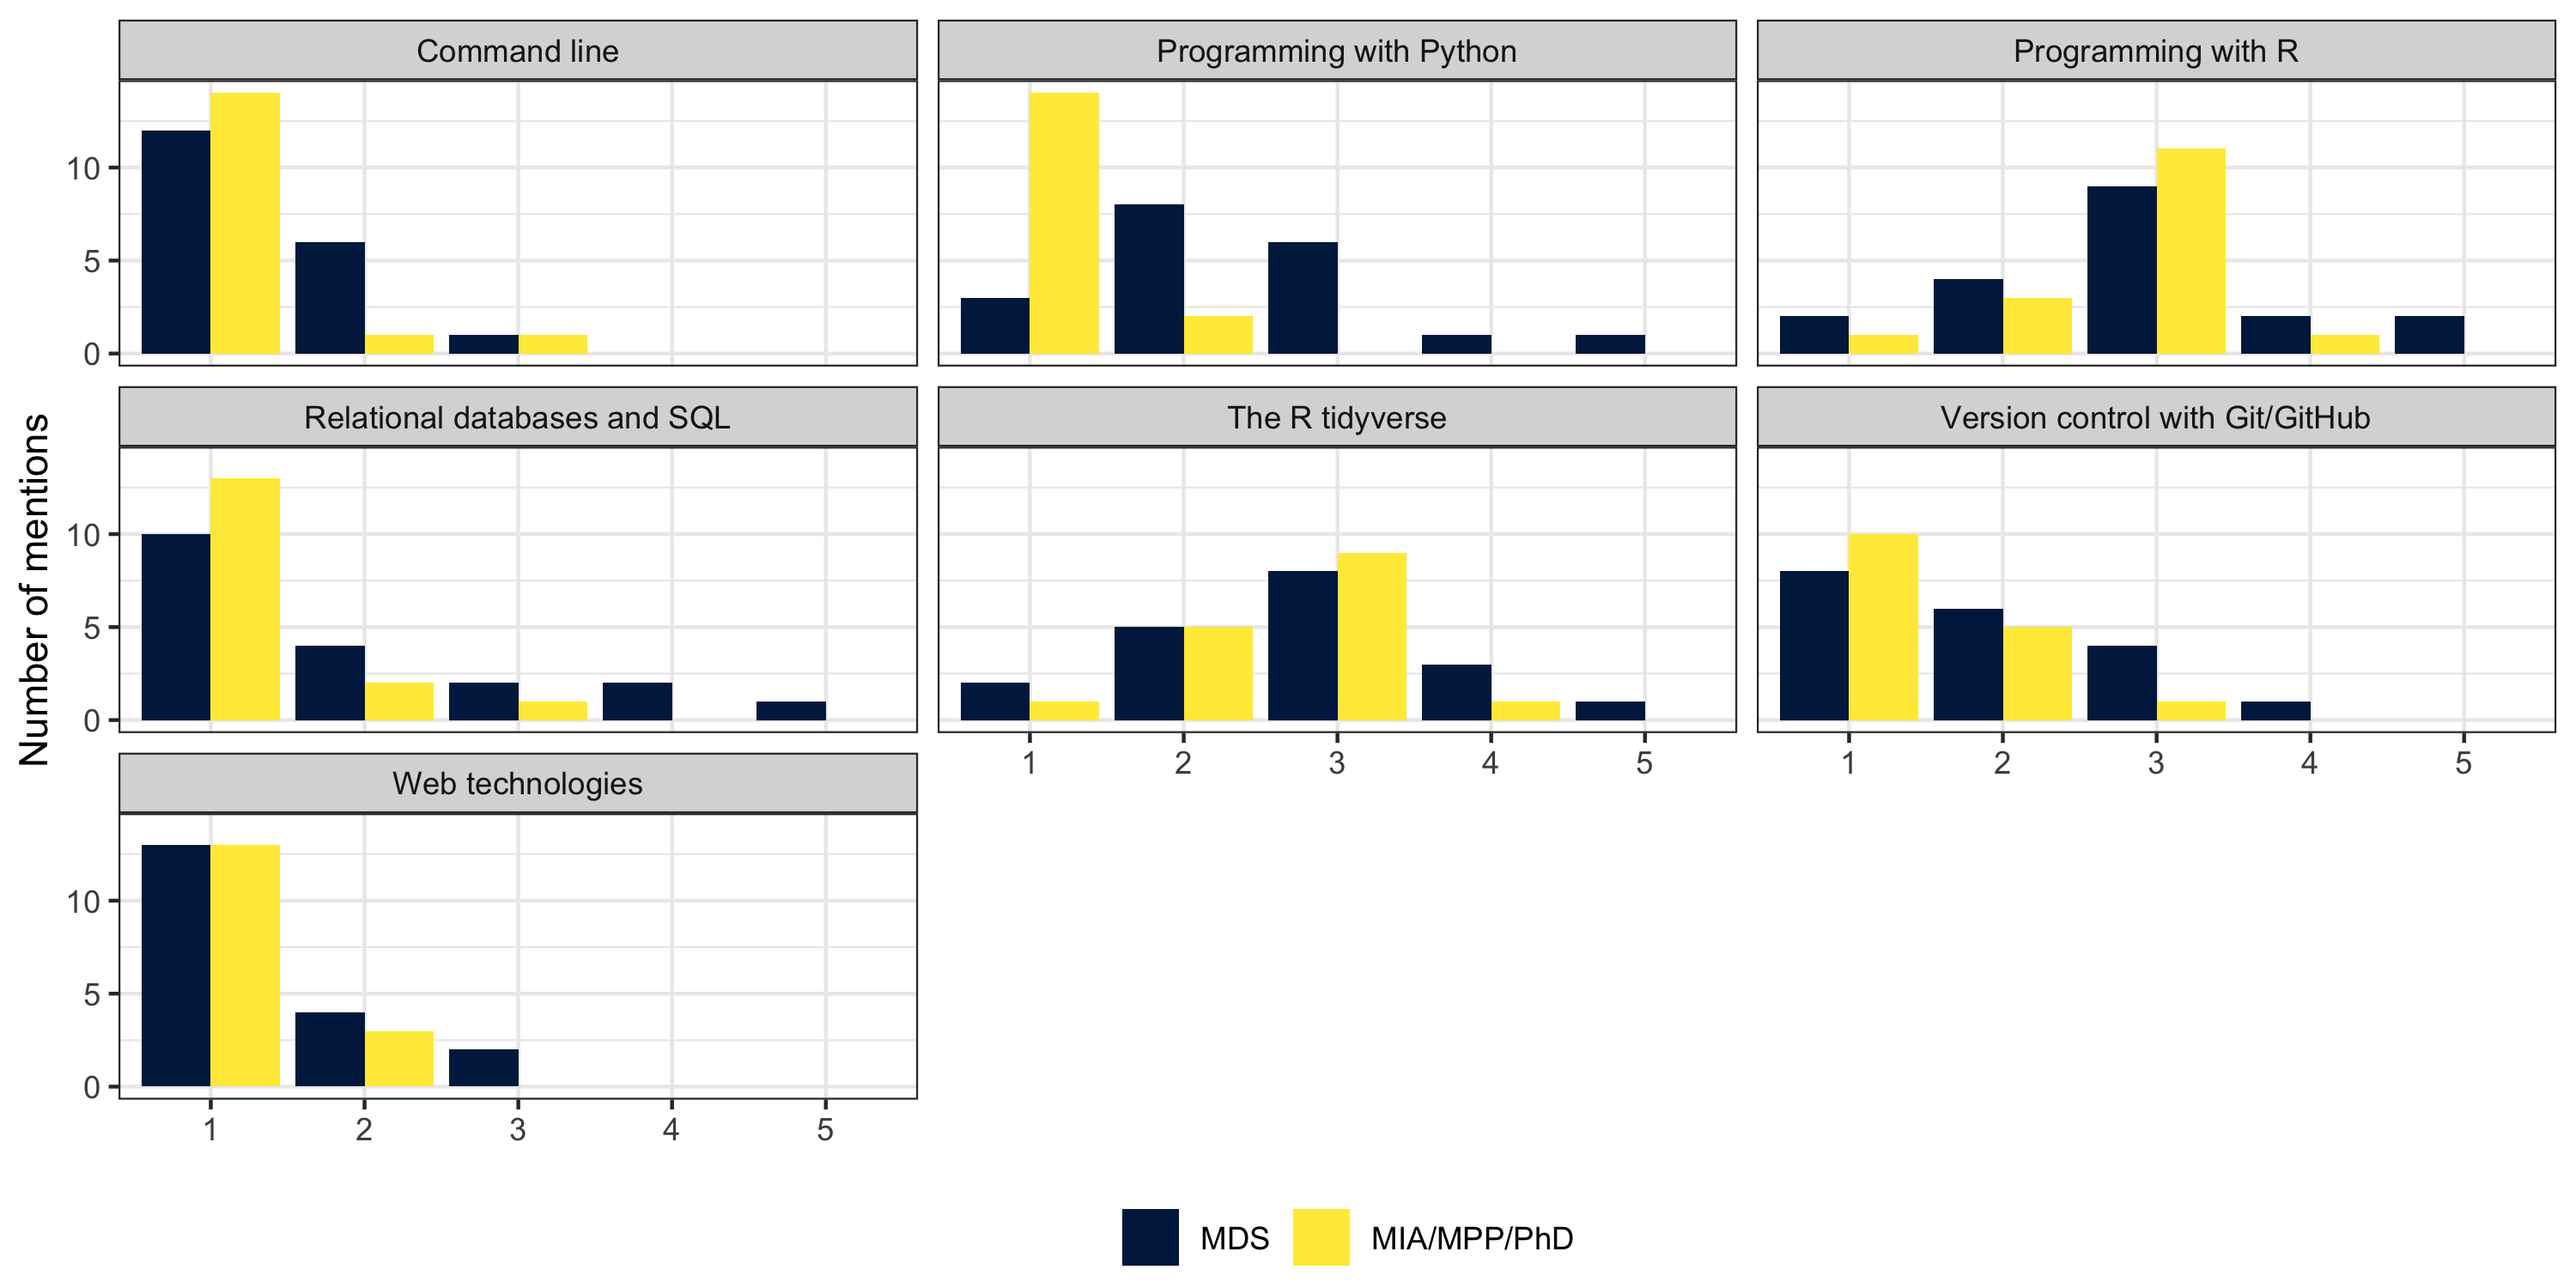 Command line
Programming with Python
Programming with R
10
5
0
Relational databases and SQL
The R tidyverse
Version control with Git/GitHub
Number of mentions
10
5
0
1 2 3 4 5
1 2 3 4 5
Web technologies
10
5
0
1 2 3 4 5
MDS
MIA/MPP/PhD